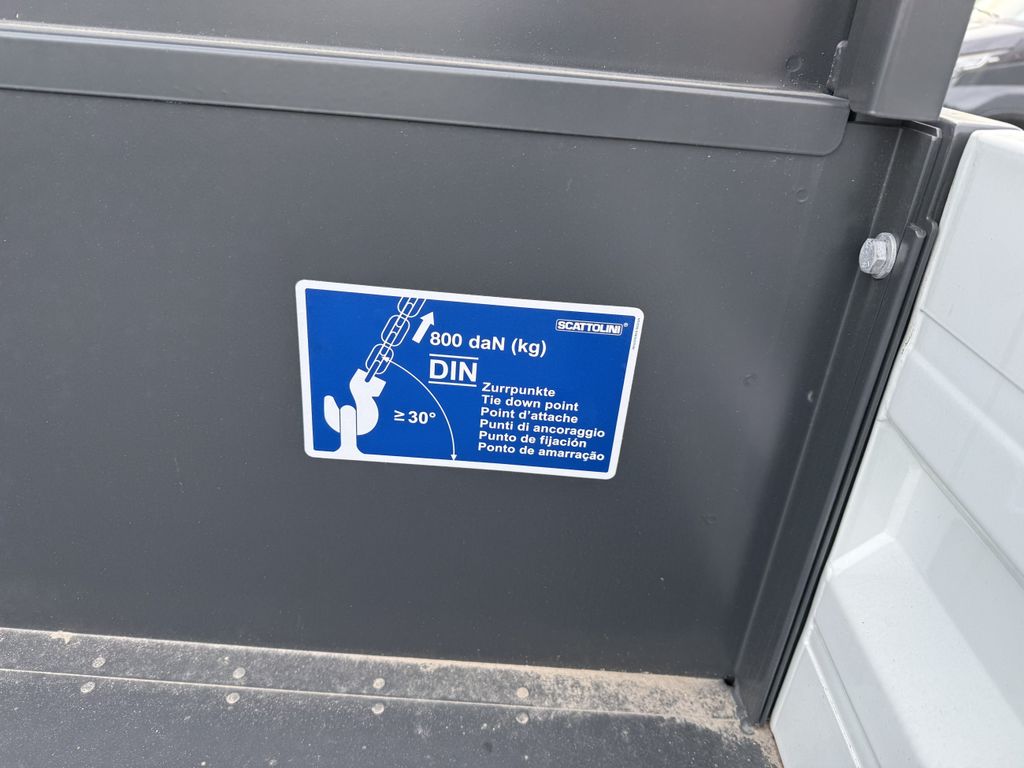 SCATTOLINI®
800 daN (kg)
DIN
Zurrpunkte
Tie down point
Point d'attache
Punti di ancoraggio
Punto de fijación
Ponto de amarração
≥ 30°